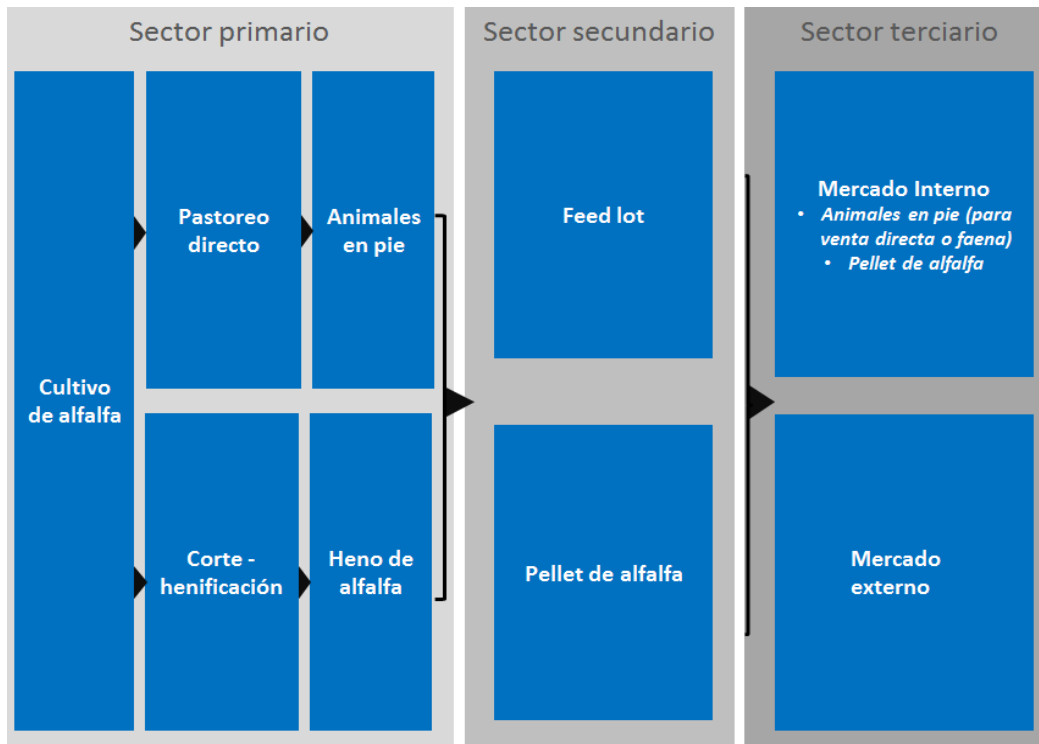 Sector primario
Cultivo
de alfalfa
Pastoreo
directo
Animales
en pie
Corte -
henificación
Heno de
alfalfa
Sector secundario
Feed lot
Pellet de alfalfa
Sector terciario
Mercado Interno
• Animales en pie (para
venta directa o faena)
• Pellet de alfalfa
Mercado
externo